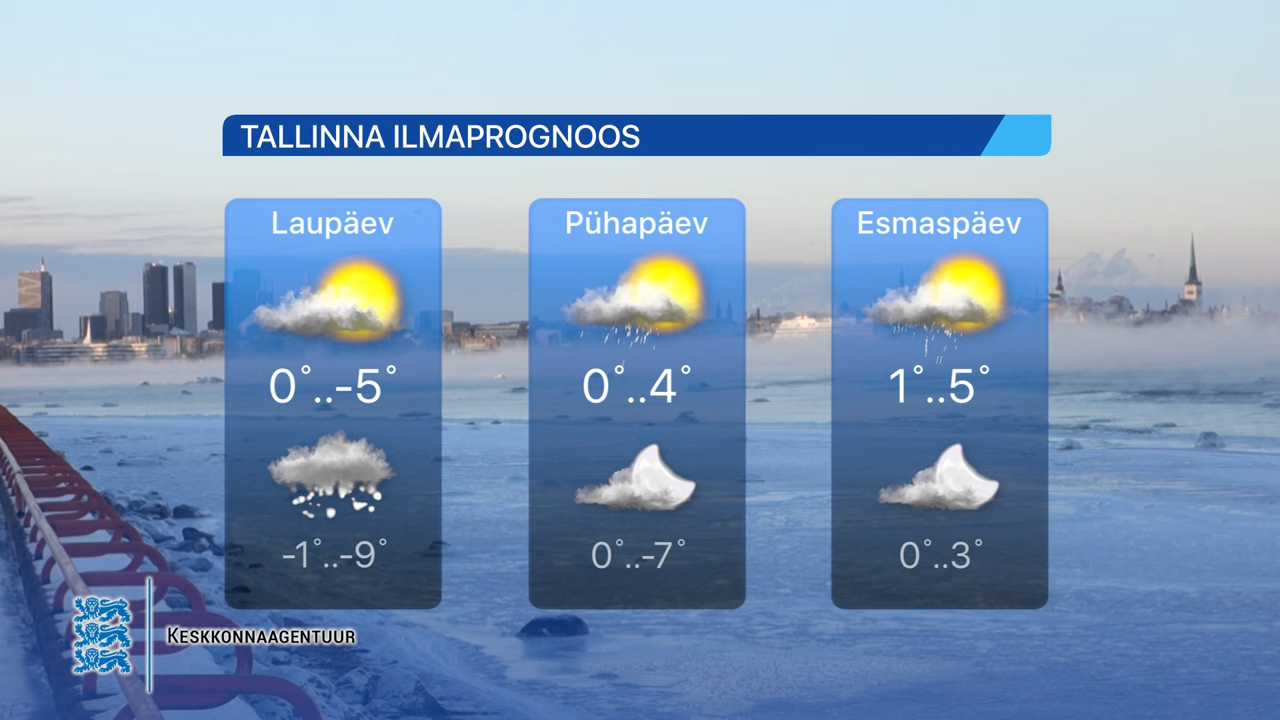 TALLINNA ILMAPROGNOOS
Laupäev
0°..-5°
-1°..-9°
Pühapäev
0°..4°
0°..-7°
Esmaspäev
1°..5°
0°..3°
KESKKONNAAGENTUUR